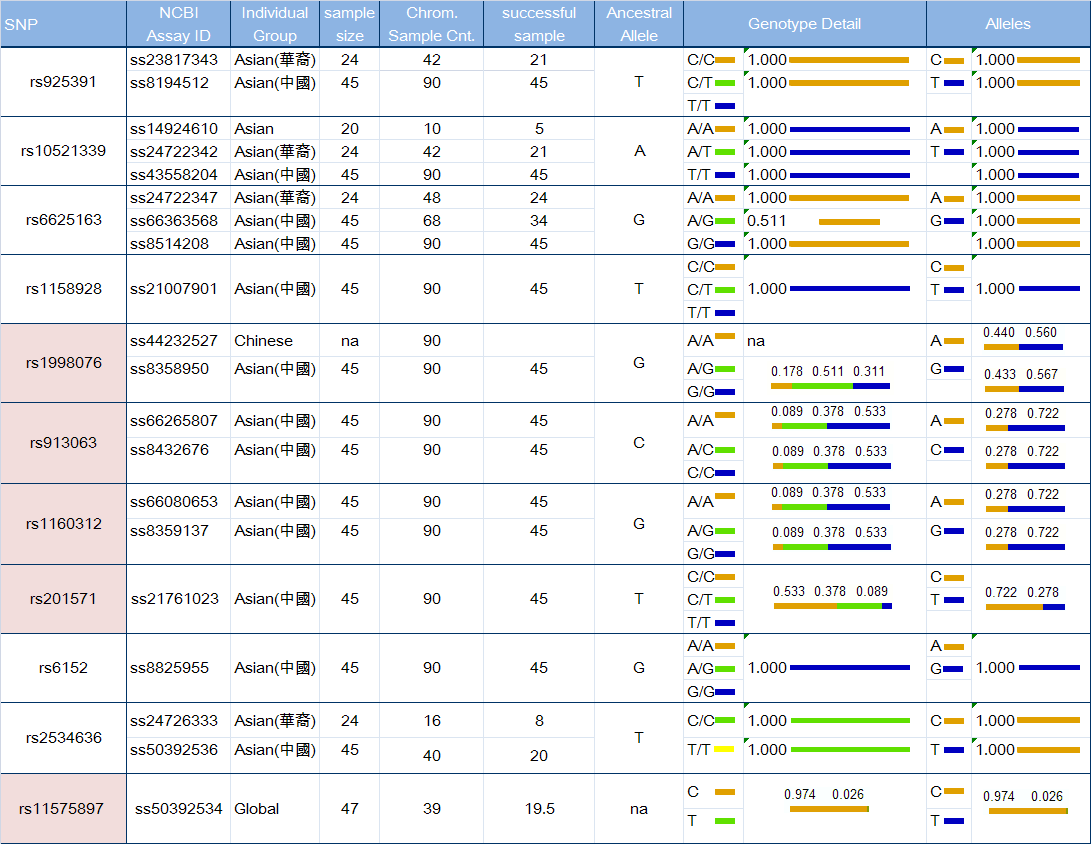 SNP | NCBI Assay ID | Individual Group | sample size | Chrom. Sample Cnt. | successful sample | Ancestral Allele | Genotype Detail | Alleles
rs925391 | T
ss23817343 | Asian(華裔) | 24 | 42 | 21 | C/C | 1.000 | C | 1.000
ss8194512 | Asian(中國) | 45 | 90 | 45 | C/T | 1.000 | T | 1.000
T/T
rs10521339 | A
ss14924610 | Asian | 20 | 10 | 5 | A/A | 1.000 | A | 1.000
ss24722342 | Asian(華裔) | 24 | 42 | 21 | A/T | 1.000 | T | 1.000
ss43558204 | Asian(中國) | 45 | 90 | 45 | T/T | 1.000 | 1.000
rs6625163 | G
ss24722347 | Asian(華裔) | 24 | 48 | 24 | A/A | 1.000 | A | 1.000
ss66363568 | Asian(中國) | 45 | 68 | 34 | A/G | 0.511 | G | 1.000
ss8514208 | Asian(中國) | 45 | 90 | 45 | G/G | 1.000 | 1.000
C/C | C
rs1158928 | ss21007901 | Asian(中國) | 45 | 90 | 45 | T | C/T | 1.000 | T | 1.000
T/T
rs1998076 | G
ss44232527 | Chinese | na | 90 | A/A | na | A | 0.440 0.560
ss8358950 | Asian(中國) | 45 | 90 | 45 | A/G | 0.178 0.511 0.311 | G | 0.433 0.567
G/G
rs913063 | C
ss66265807 | Asian(中國) | 45 | 90 | 45 | A/A | 0.089 0.378 0.533 | A | 0.278 0.722
ss8432676 | Asian(中國) | 45 | 90 | 45 | A/C | 0.089 0.378 0.533 | C | 0.278 0.722
C/C
rs1160312 | G
ss66080653 | Asian(中國) | 45 | 90 | 45 | A/A | 0.089 0.378 0.533 | A | 0.278 0.722
ss8359137 | Asian(中國) | 45 | 90 | 45 | A/G | 0.089 0.378 0.533 | G | 0.278 0.722
G/G
C/C | C
rs201571 | ss21761023 | Asian(中國) | 45 | 90 | 45 | T | C/T | 0.533 0.378 0.089 | T | 0.722 0.278
T/T
A/A | A
rs6152 | ss8825955 | Asian(中國) | 45 | 90 | 45 | G | A/G | 1.000 | G | 1.000
G/G
rs2534636 | T
ss24726333 | Asian(華裔) | 24 | 16 | 8 | C/C | 1.000 | C | 1.000
ss50392536 | Asian(中國) | 45 | 40 | 20 | T/T | 1.000 | T | 1.000
rs11575897 | ss50392534 | Global | 47 | 39 | 19.5 | na | C | 0.974 0.026 | C | 0.974 0.026
T | T